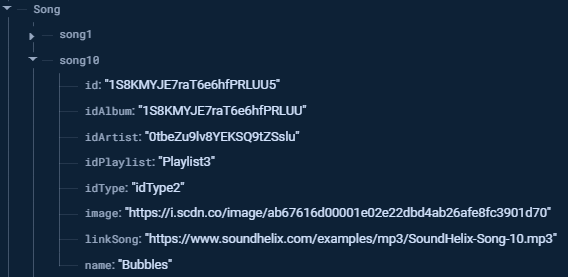 Song
song1
song10
id: "1S8KMYJE7raT6e6hfPRLUU5"
idAlbum: "1S8KMYJE7raT6e6hfPRLUU"
idArtist: "0tbeZu9lv8YEKSQ9tZSslu"
idPlaylist: "Playlist3"
idType: "idType2"
image: "https://i.scdn.co/image/ab67616d00001e02e22dbd4ab26afe8fc3901d70"
linkSong: "https://www.soundhelix.com/examples/mp3/SoundHelix-Song-10.mp3"
name: "Bubbles"